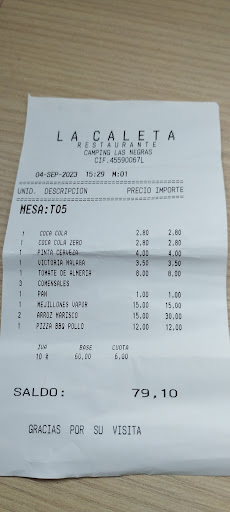 LA CALETA
RESTAURANTE
CAMPING LAS NEGRAS
CIF.45590067L
04-SEP-2023 15:29 M:01
UNID. DESCRIPCION PRECIO IMPORTE
MESA:T05
1 COCA COLA 2.80 2.80
1 COCA COLA ZERO 2.80 2.80
1 PINTA CERVEZA 4.00 4.00
1 VICTORIA MALAGA 3.50 3.50
1 TOMATE DE ALMERIA 8.00 8.00
3 COMENSALES
1 PAN 1.00 1.00
1 MEJILLONES VAPOR 15.00 15.00
2 ARROZ MARISCO 15.00 30.00
1 PIZZA BBQ POLLO 12.00 12.00
IVA BASE CUOTA
10 60,00 6,00
SALDO: 79,10
GRACIAS POR SU VISITA